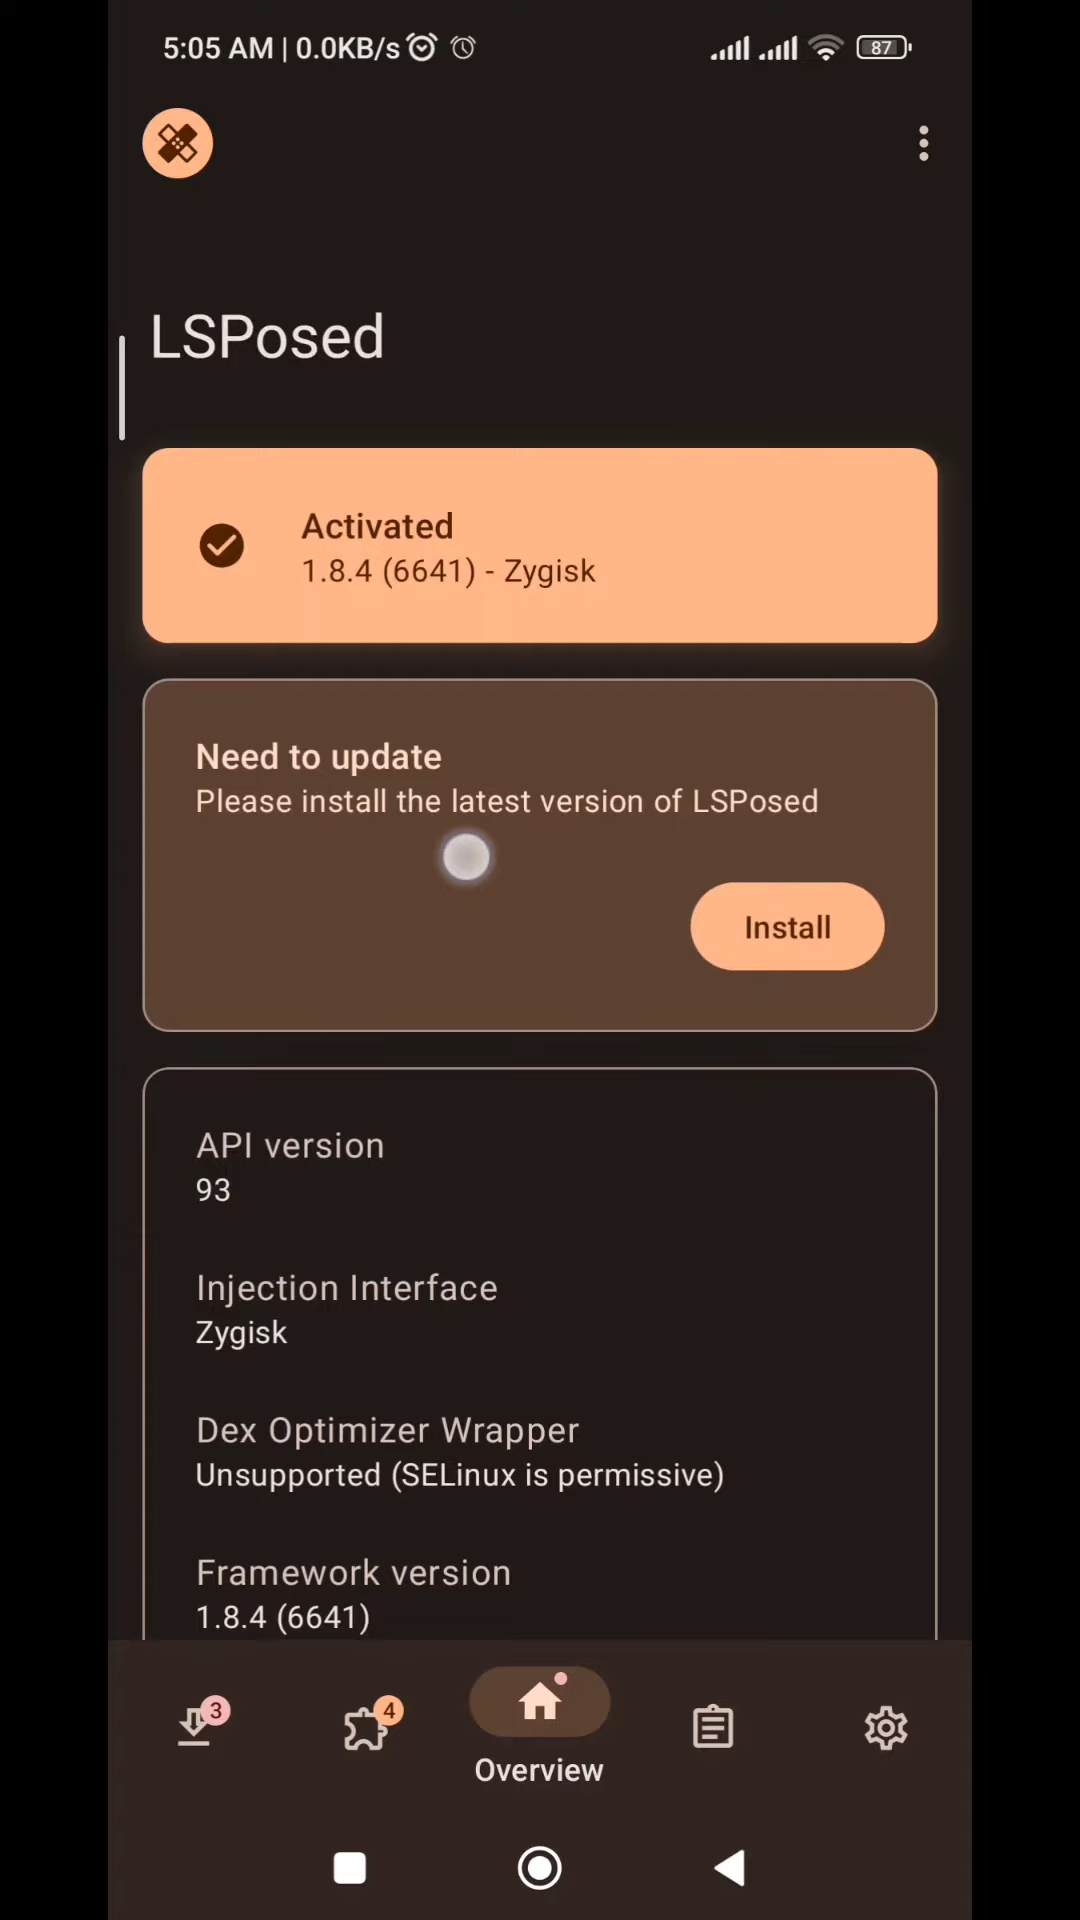 5:05 AM | 0.0KB/s
87
LSPosed
Activated
1.8.4 (6641) - Zygisk
Need to update
Please install the latest version of LSPosed
Install
API version
93
Injection Interface
Zygisk
Dex Optimizer Wrapper
Unsupported (SELinux is permissive)
Framework version
1.8.4 (6641)
3
4
Overview